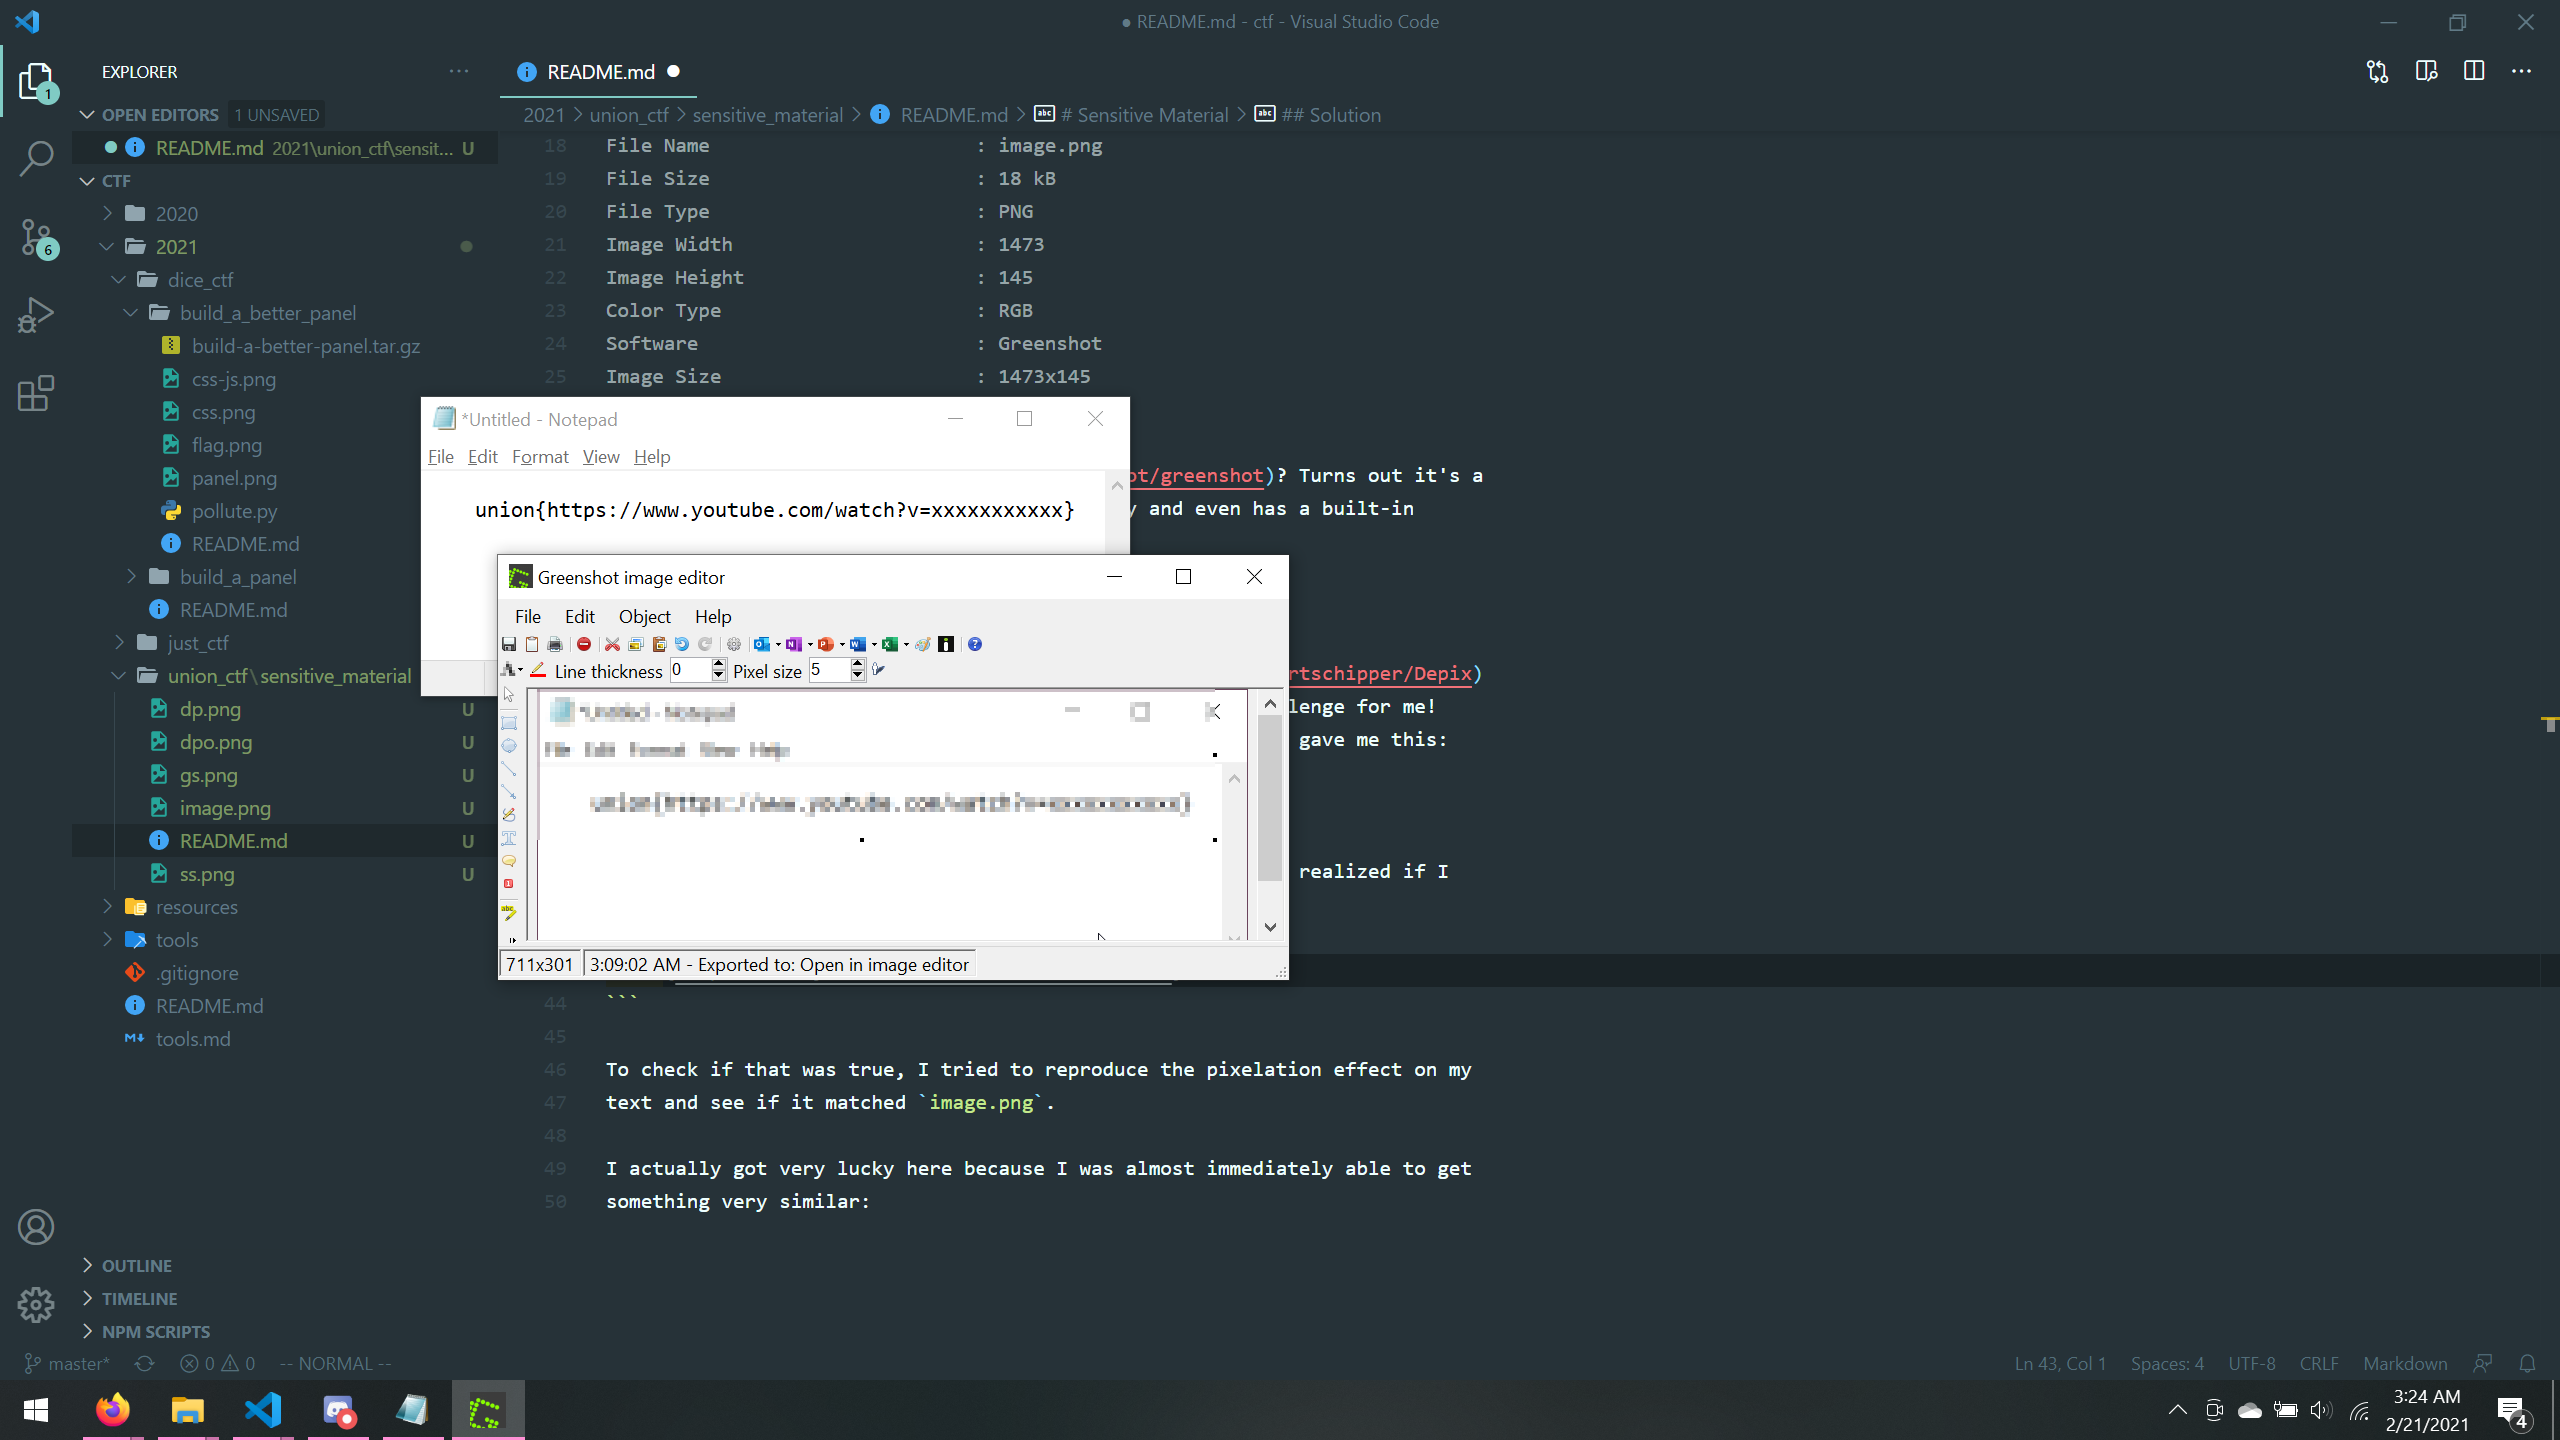 ● README.md - ctf - Visual Studio Code
EXPLORER
README.md
OPEN EDITORS 1 UNSAVED
README.md 2021\union_ctf\sensit... U
2021 > union_ctf > sensitive_material > README.md > # Sensitive Material > ## Solution
CTF
2020
2021
dice_ctf
build_a_better_panel
build-a-better-panel.tar.gz
css-js.png
css.png
flag.png
panel.png
pollute.py
README.md
build_a_panel
README.md
just_ctf
union_ctf\sensitive_material
dp.png U
dpo.png U
gs.png U
image.png U
README.md U
ss.png U
resources
tools
.gitignore
README.md
tools.md
OUTLINE
TIMELINE
NPM SCRIPTS
1
6
18 File Name : image.png
19 File Size : 18 kB
20 File Type : PNG
21 Image Width : 1473
22 Image Height : 145
23 Color Type : RGB
24 Software : Greenshot
25 Image Size : 1473x145
ot/greenshot)? Turns out it's a
y and even has a built-in
rtschipper/Depix)
lenge for me!
gave me this:
realized if I
44 ```
45
46 To check if that was true, I tried to reproduce the pixelation effect on my
47 text and see if it matched `image.png`.
48
49 I actually got very lucky here because I was almost immediately able to get
50 something very similar:
*Untitled - Notepad
File Edit Format View Help
union{https://www.youtube.com/watch?v=xxxxxxxxxxx}
Greenshot image editor
File Edit Object Help
Line thickness 0 Pixel size 5
711x301 3:09:02 AM - Exported to: Open in image editor
master* 0 0 -- NORMAL --
Ln 43, Col 1 Spaces: 4 UTF-8 CRLF Markdown
3:24 AM
2/21/2021
4